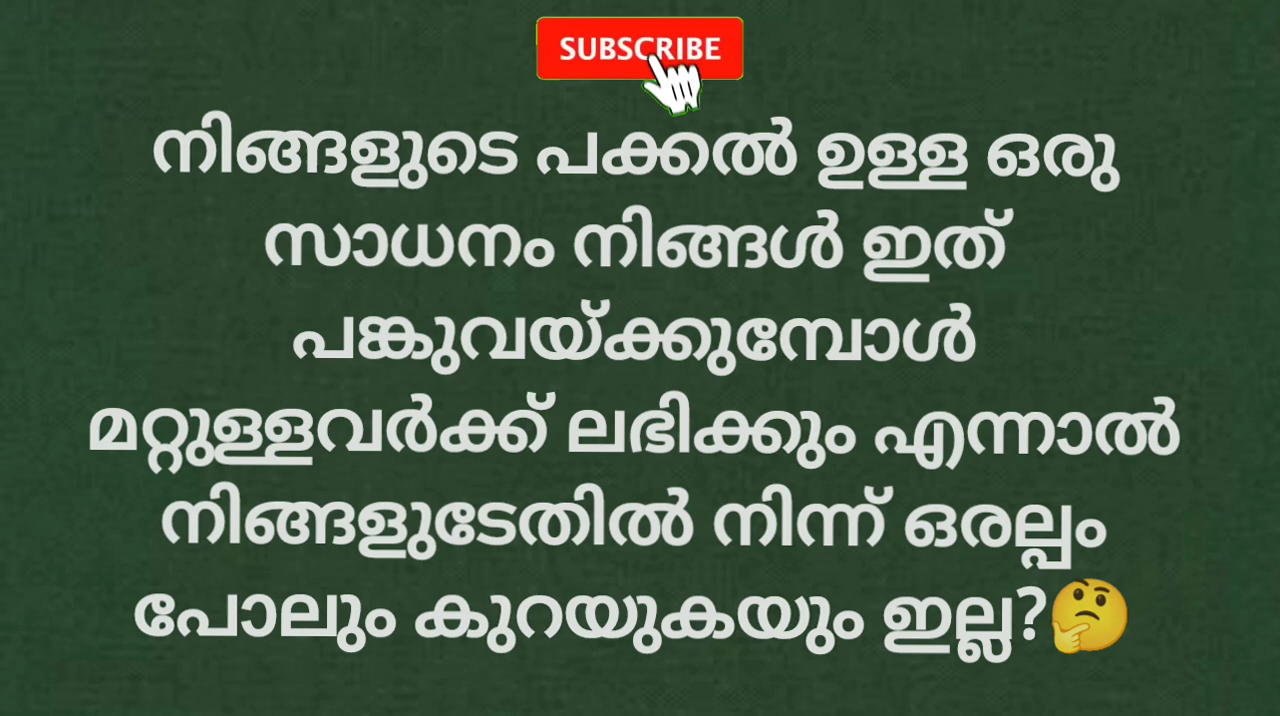 SUBSCRIBE
നിങ്ങളുടെ പക്കൽ ഉള്ള ഒരു
സാധനം നിങ്ങൾ ഇത്
പങ്കുവയ്ക്കുമ്പോൾ
മറ്റുള്ളവർക്ക് ലഭിക്കും എന്നാൽ
നിങ്ങളുടേതിൽ നിന്ന് ഒരല്പം
പോലും കുറയുകയും ഇല്ല?🤔